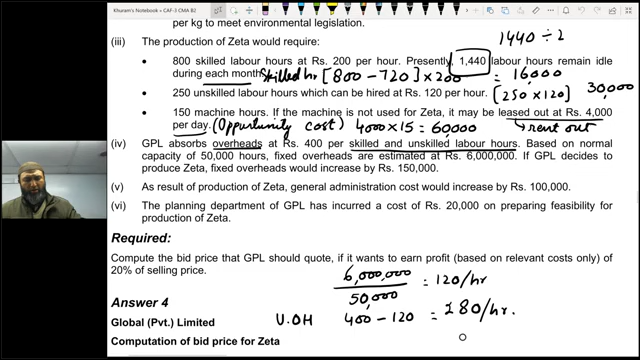 Khuram's Notebook » CAF-3 CMA B2
per kg to meet environmental legislation.
(iii) The production of Zeta would require:
1440 ÷ 2
• 800 skilled labour hours at Rs. 200 per hour. Presently, 1,440 labour hours remain idle
during each month. Skilled hr [800 - 720] × 200 = 16,000
• 250 unskilled labour hours which can be hired at Rs. 120 per hour. [250 × 120] 30,000
• 150 machine hours. If the machine is not used for Zeta, it may be leased out at Rs. 4,000
per day. (Opportunity cost) 4000 × 15 = 60,000 ↳ rent out
(iv) GPL absorbs overheads at Rs. 400 per skilled and unskilled labour hours. Based on normal
capacity of 50,000 hours, fixed overheads are estimated at Rs. 6,000,000. If GPL decides to
produce Zeta, fixed overheads would increase by Rs. 150,000.
(v) As result of production of Zeta, general administration cost would increase by Rs. 100,000.
(vi) The planning department of GPL has incurred a cost of Rs. 20,000 on preparing feasibility for
production of Zeta.
Required:
Compute the bid price that GPL should quote, if it wants to earn profit (based on relevant costs only) of
20% of selling price.
6,000,000
= 120/hr
50,000
Answer 4
Global (Pvt.) Limited
V.OH 400 - 120 = 280/hr.
Computation of bid price for Zeta